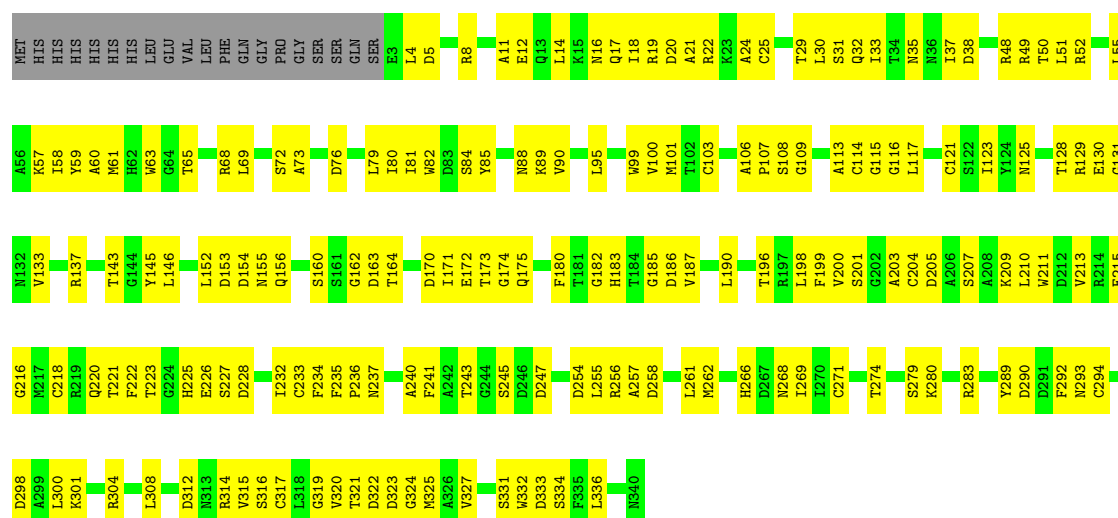 MET HIS HIS HIS HIS HIS HIS LEU GLU VAL LEU PHE GLN GLY PRO GLY SER SER GLN SER E3 L4 D5 R8 A11 E12 Q13 L14 K15 N16 Q17 I18 R19 D20 A21 R22 K23 A24 C25 T29 L30 S31 Q32 I33 T34 N35 N36 I37 D38 R48 R49 T50 L51 R52 L55
A56 K57 I58 Y59 A60 M61 H62 W63 G64 T65 R68 L69 S72 A73 D76 L79 I80 I81 W82 D83 S84 Y85 N88 K89 V90 L95 W99 V100 M101 T102 C103 A106 P107 S108 G109 A113 C114 G115 G116 L117 C121 S122 I123 Y124 N125 T128 R129 E130 G131
N132 V133 R137 T143 G144 Y145 L146 L152 D153 D154 N155 Q156 S160 S161 G162 D163 T164 D170 I171 E172 T173 G174 Q175 F180 T181 G182 H183 T184 G185 D186 V187 L190 T196 R197 L198 F199 V200 S201 G202 A203 C204 D205 A206 S207 A208 K209 L210 W211 D212 V213 R214 E215
G216 M217 C218 R219 Q220 T221 F222 T223 G224 H225 E226 S227 D228 I232 C233 F234 F235 P236 N237 A240 F241 A242 T243 G244 S245 D246 D247 D254 L255 R256 A257 D258 L261 M262 H266 D267 N268 I269 I270 C271 T274 S279 K280 R283 Y289 D290 D291 F292 N293 C294
D298 A299 L300 K301 R304 L308 D312 N313 R314 V315 S316 C317 L318 G319 V320 T321 D322 D323 G324 M325 A326 V327 S331 W332 D333 S334 F335 L336 N340